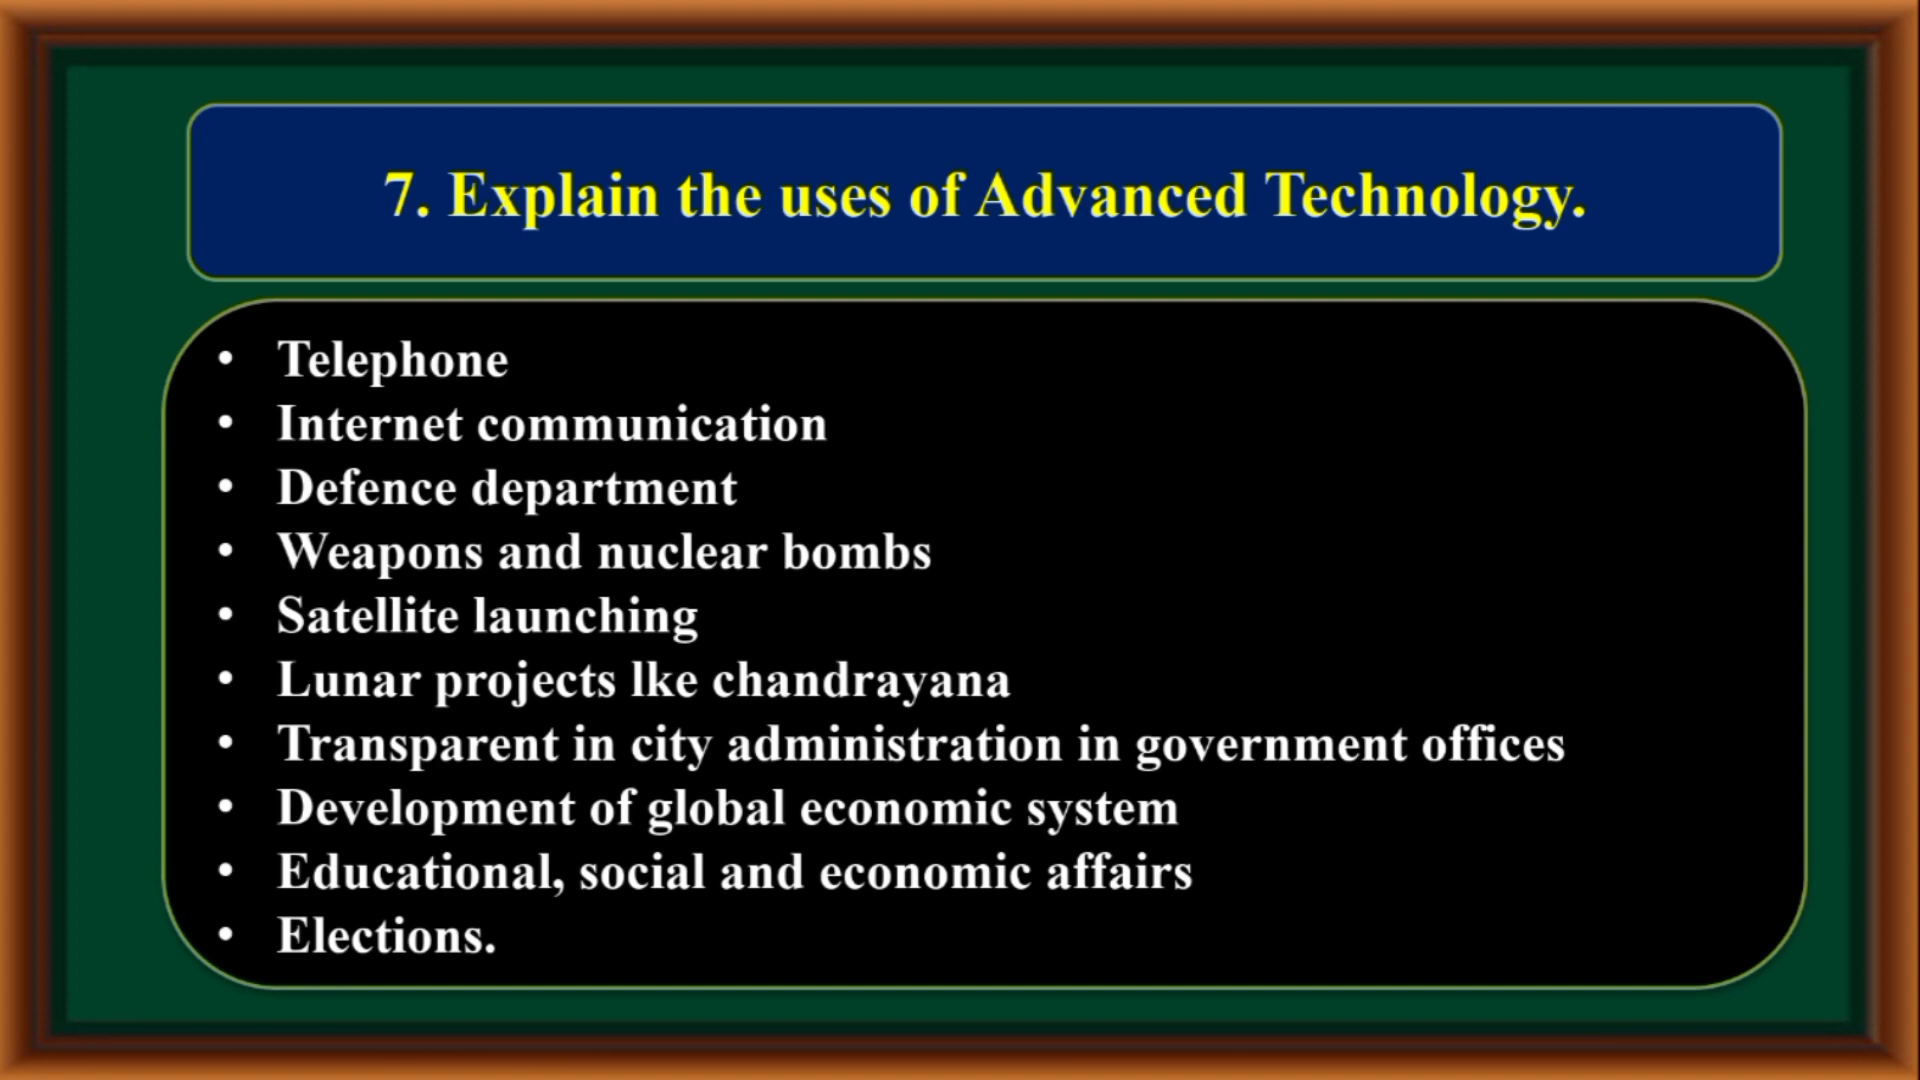 7. Explain the uses of Advanced Technology.
• Telephone
• Internet communication
• Defence department
• Weapons and nuclear bombs
• Satellite launching
• Lunar projects lke chandrayana
• Transparent in city administration in government offices
• Development of global economic system
• Educational, social and economic affairs
• Elections.